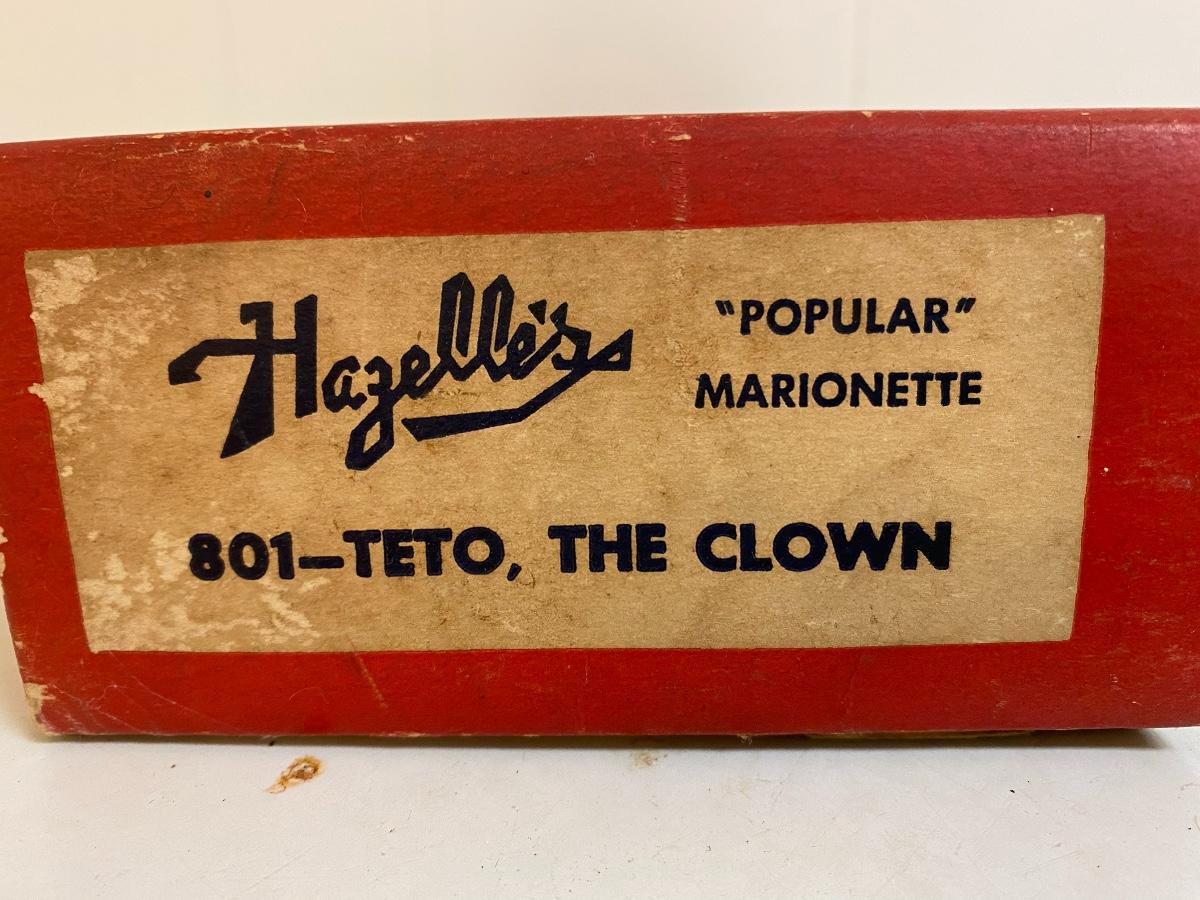 Hazelle's
"POPULAR"
MARIONETTE
801-TETO, THE CLOWN